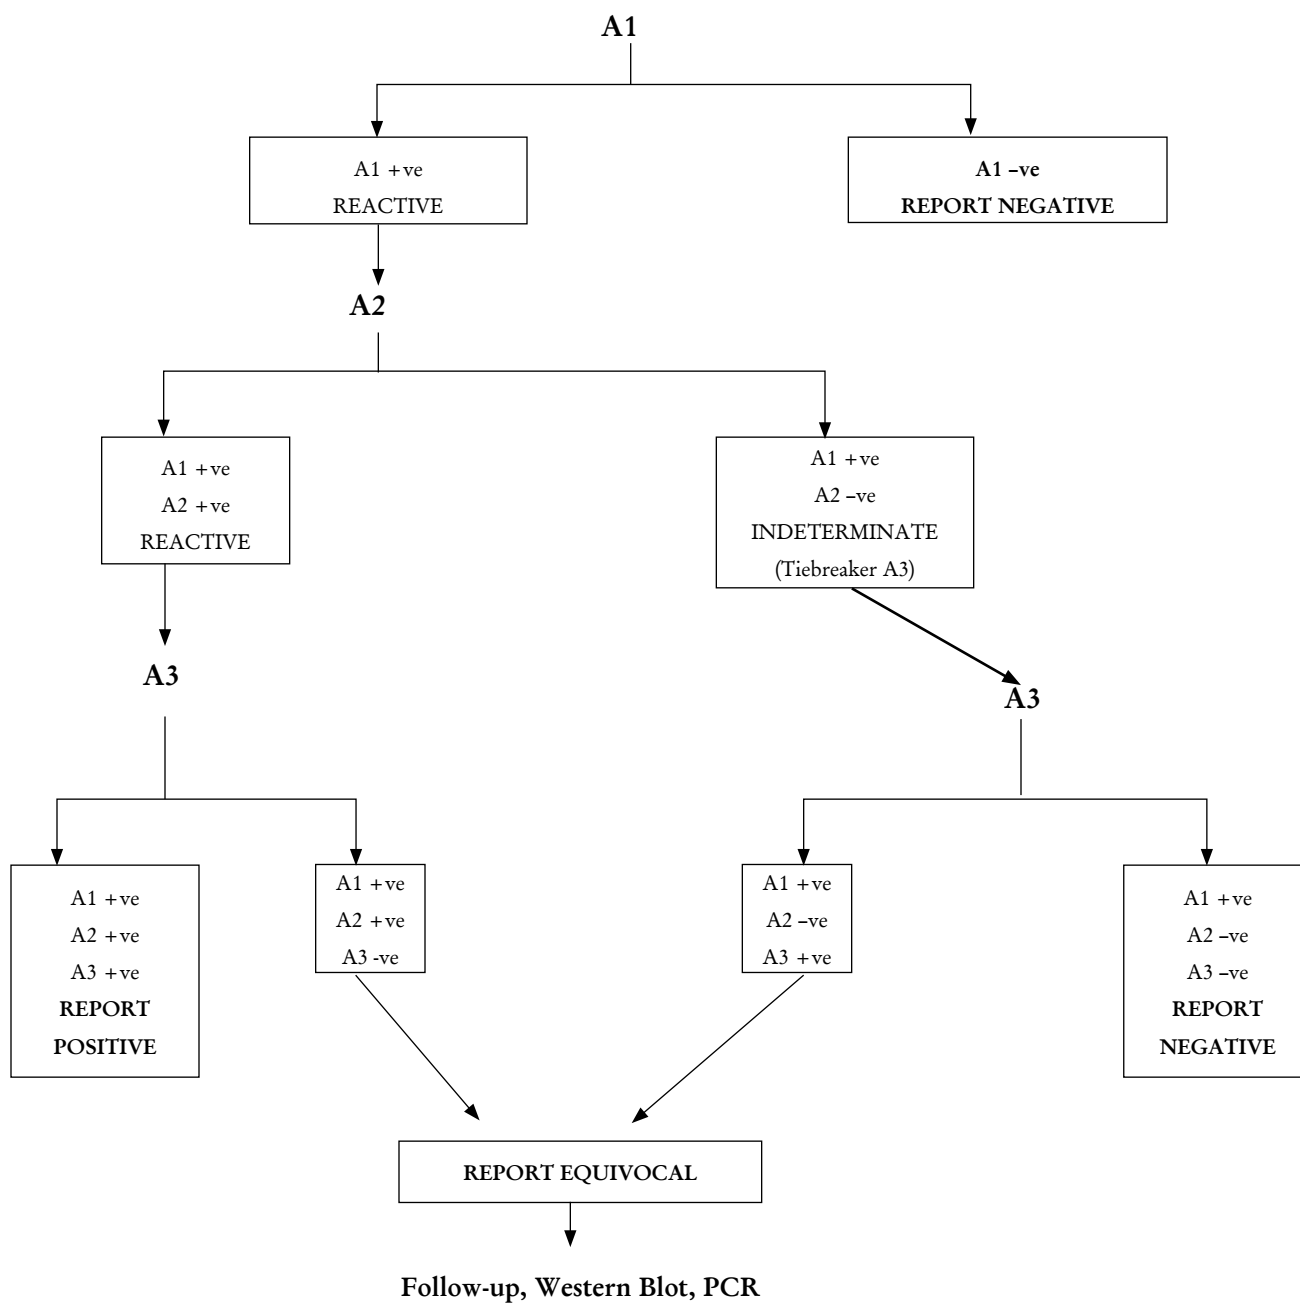 A1
A1 +ve
REACTIVE
A1 –ve
REPORT NEGATIVE
A2
A1 +ve
A2 +ve
REACTIVE
A1 +ve
A2 –ve
INDETERMINATE
(Tiebreaker A3)
A3
A3
A1 +ve
A2 +ve
A3 +ve
REPORT
POSITIVE
A1 +ve
A2 +ve
A3 -ve
A1 +ve
A2 –ve
A3 +ve
A1 +ve
A2 –ve
A3 –ve
REPORT
NEGATIVE
REPORT EQUIVOCAL
Follow-up, Western Blot, PCR